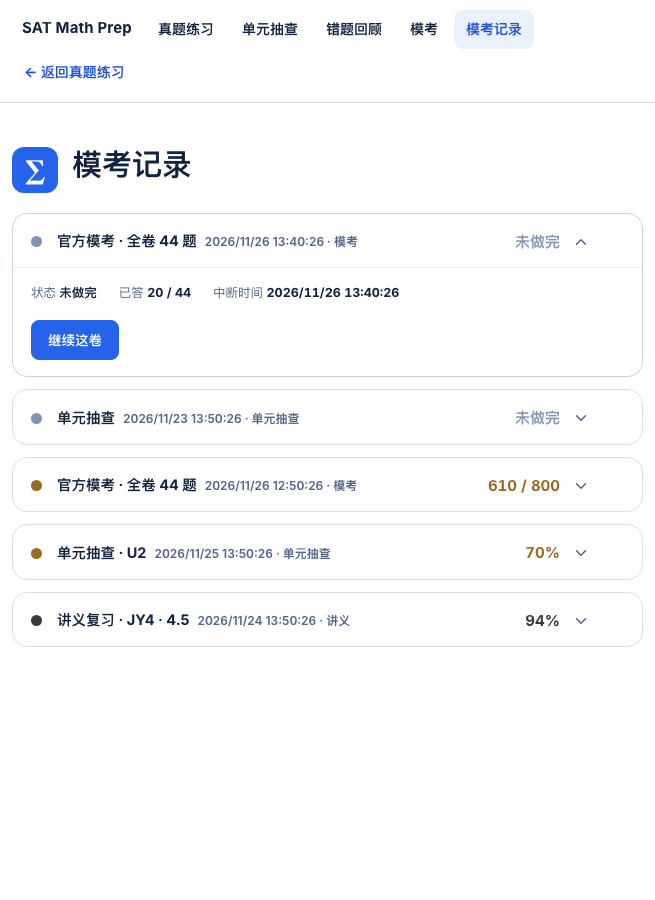 SAT Math Prep 真题练习 单元抽查 错题回顾 模考 模考记录
← 返回真题练习
Σ 模考记录
官方模考 · 全卷 44 题 2026/11/26 13:40:26 · 模考 未做完
状态 未做完 已答 20 / 44 中断时间 2026/11/26 13:40:26
继续这卷
单元抽查 2026/11/23 13:50:26 · 单元抽查 未做完
官方模考 · 全卷 44 题 2026/11/26 12:50:26 · 模考 610 / 800
单元抽查 · U2 2026/11/25 13:50:26 · 单元抽查 70%
讲义复习 · JY4 · 4.5 2026/11/24 13:50:26 · 讲义 94%